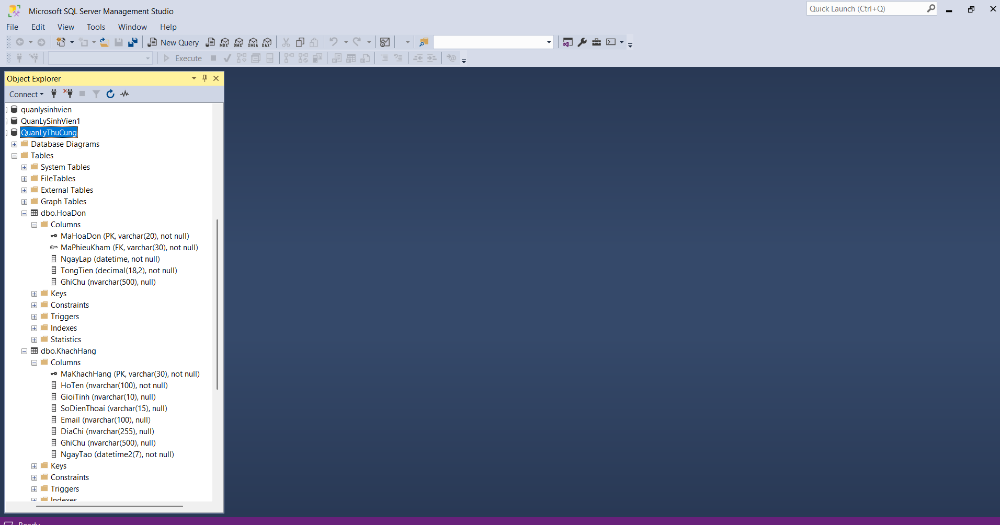 Microsoft SQL Server Management Studio
Quick Launch (Ctrl+Q)
File Edit View Tools Window Help
New Query MDX DMX XMLA DAX
Execute
Object Explorer
Connect
quanlysinhvien
QuanLySinhVien1
QuanLyThuCung
Database Diagrams
Tables
System Tables
FileTables
External Tables
Graph Tables
dbo.HoaDon
Columns
MaHoaDon (PK, varchar(20), not null)
MaPhieuKham (FK, varchar(30), not null)
NgayLap (datetime, not null)
TongTien (decimal(18,2), not null)
GhiChu (nvarchar(500), null)
Keys
Constraints
Triggers
Indexes
Statistics
dbo.KhachHang
Columns
MaKhachHang (PK, varchar(30), not null)
HoTen (nvarchar(100), not null)
GioiTinh (nvarchar(10), null)
SoDienThoai (varchar(15), null)
Email (nvarchar(100), null)
DiaChi (nvarchar(255), null)
GhiChu (nvarchar(500), null)
NgayTao (datetime2(7), not null)
Keys
Constraints
Triggers
Indexes
Ready